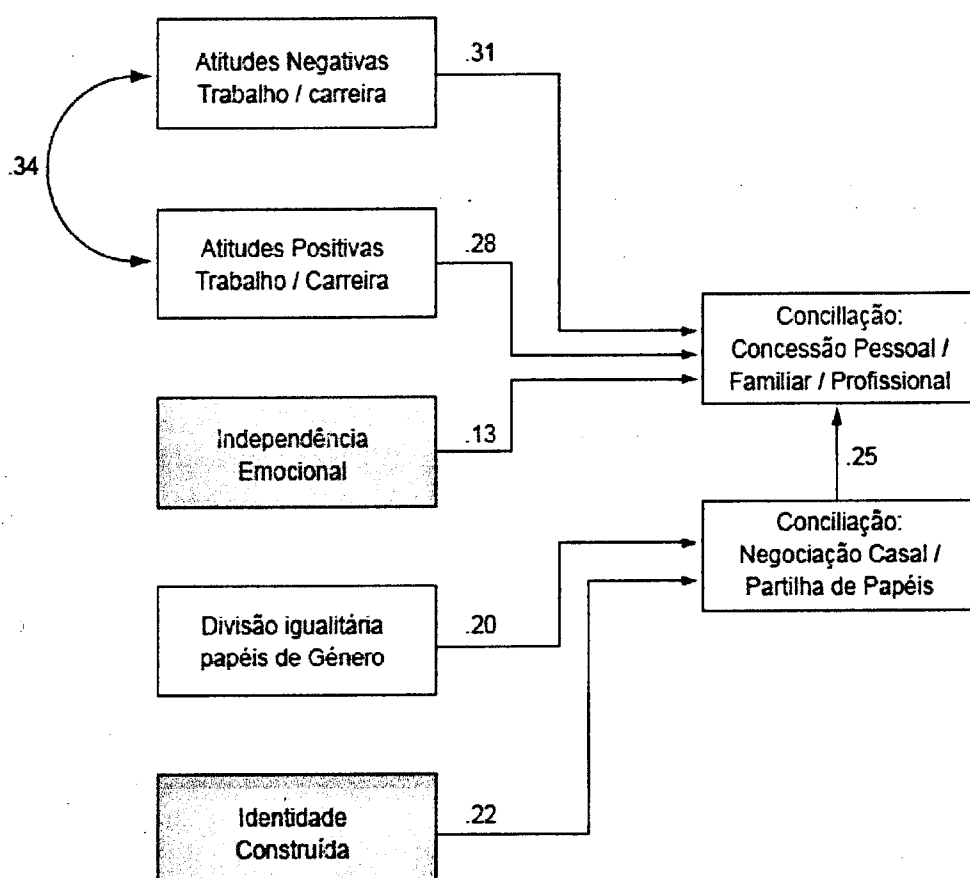 Atitudes Negativas
Trabalho / carreira
.31
.34
Atitudes Positivas
Trabalho / Carreira
.28
Conciliação:
Concessão Pessoal /
Familiar / Profissional
Independência
Emocional
.13
.25
Conciliação:
Negociação Casal /
Partilha de Papéis
Divisão igualitária
papéis de Género
.20
Identidade
Construída
.22